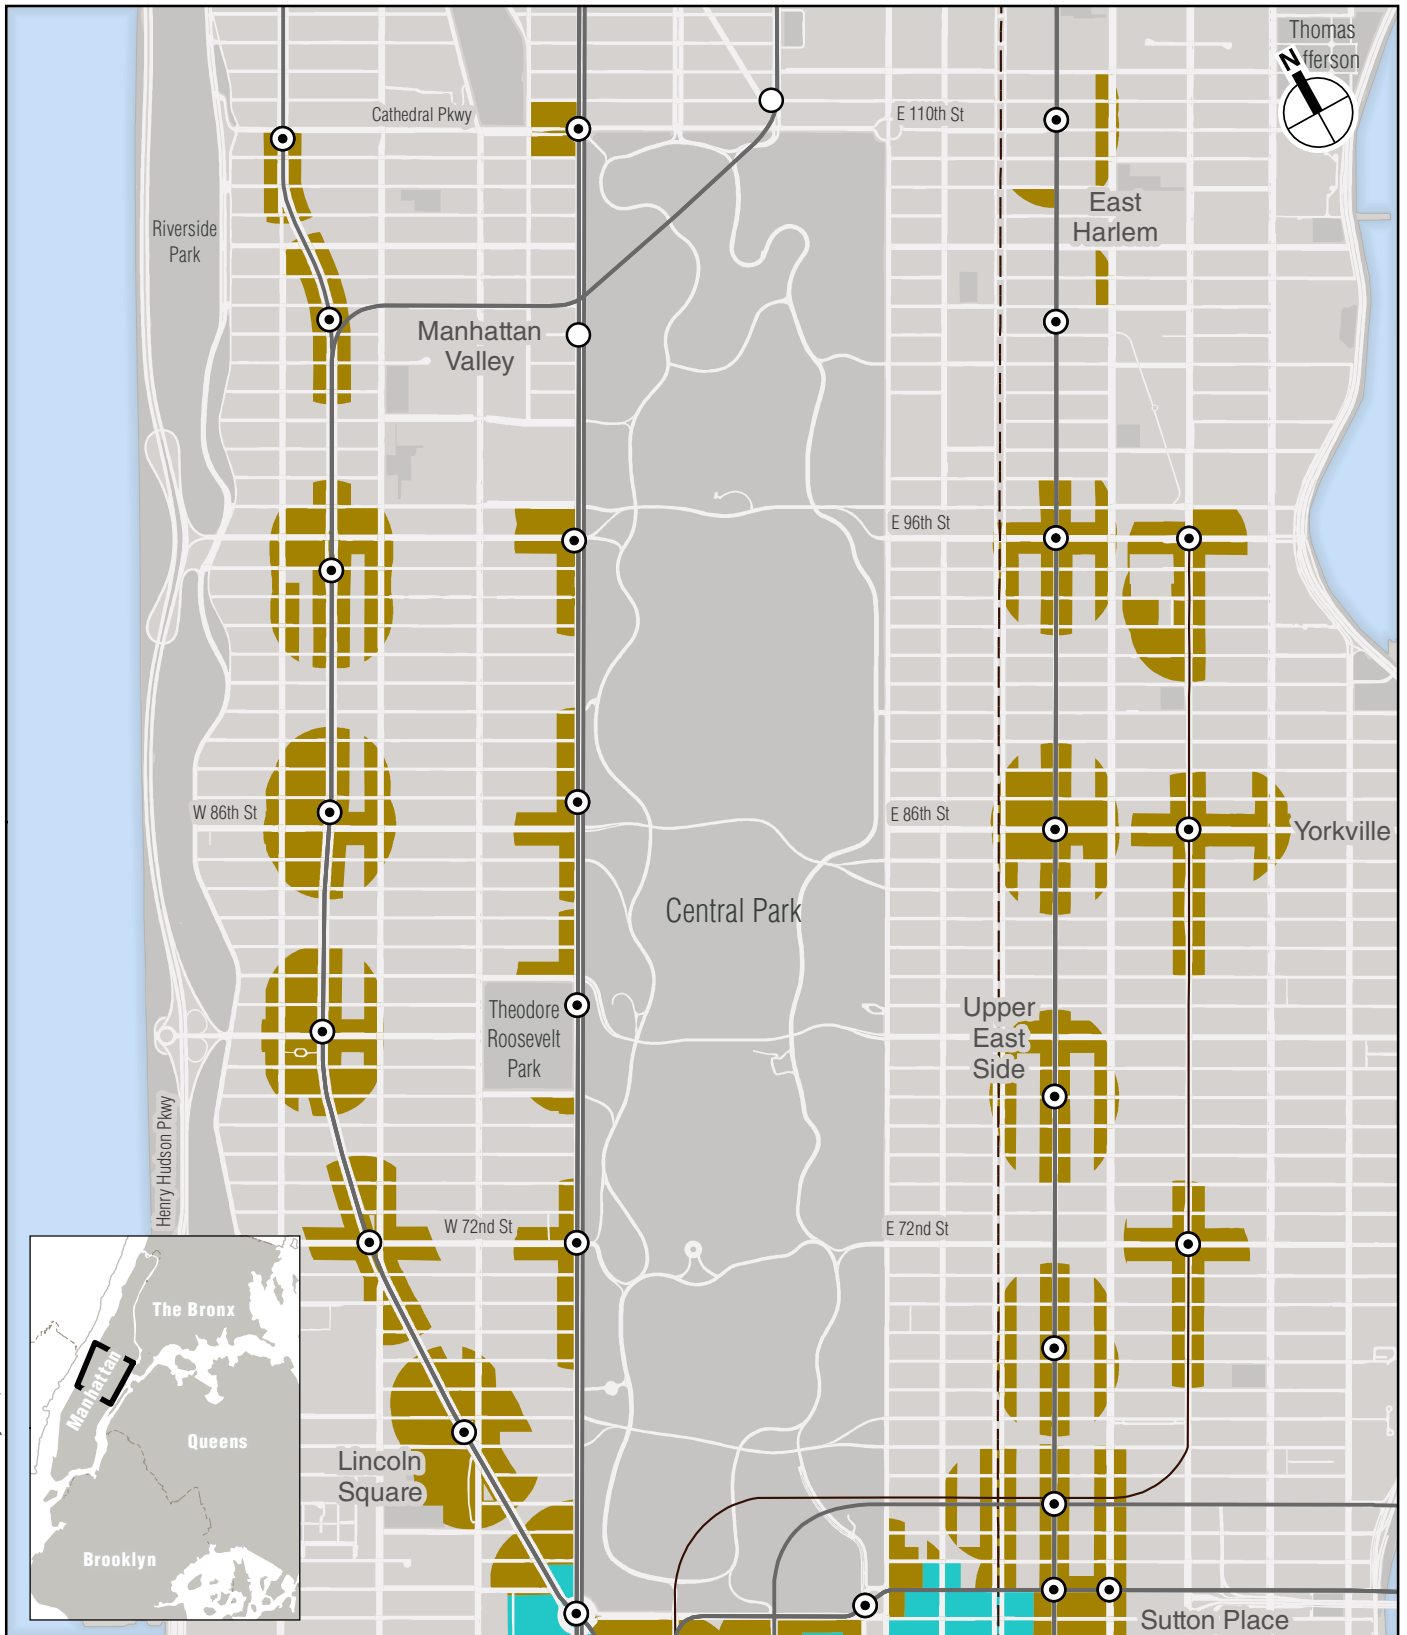 Thomas
fferson
N
Cathedral Pkwy
E 110th St
Riverside
Park
East
Harlem
Manhattan
Valley
E 96th St
W 86th St
E 86th St
Yorkville
Central Park
Theodore
Roosevelt
Park
Upper
East
Side
Henry Hudson Pkwy
W 72nd St
E 72nd St
The Bronx
Manhattan
Queens
Brooklyn
Lincoln
Square
Sutton Place